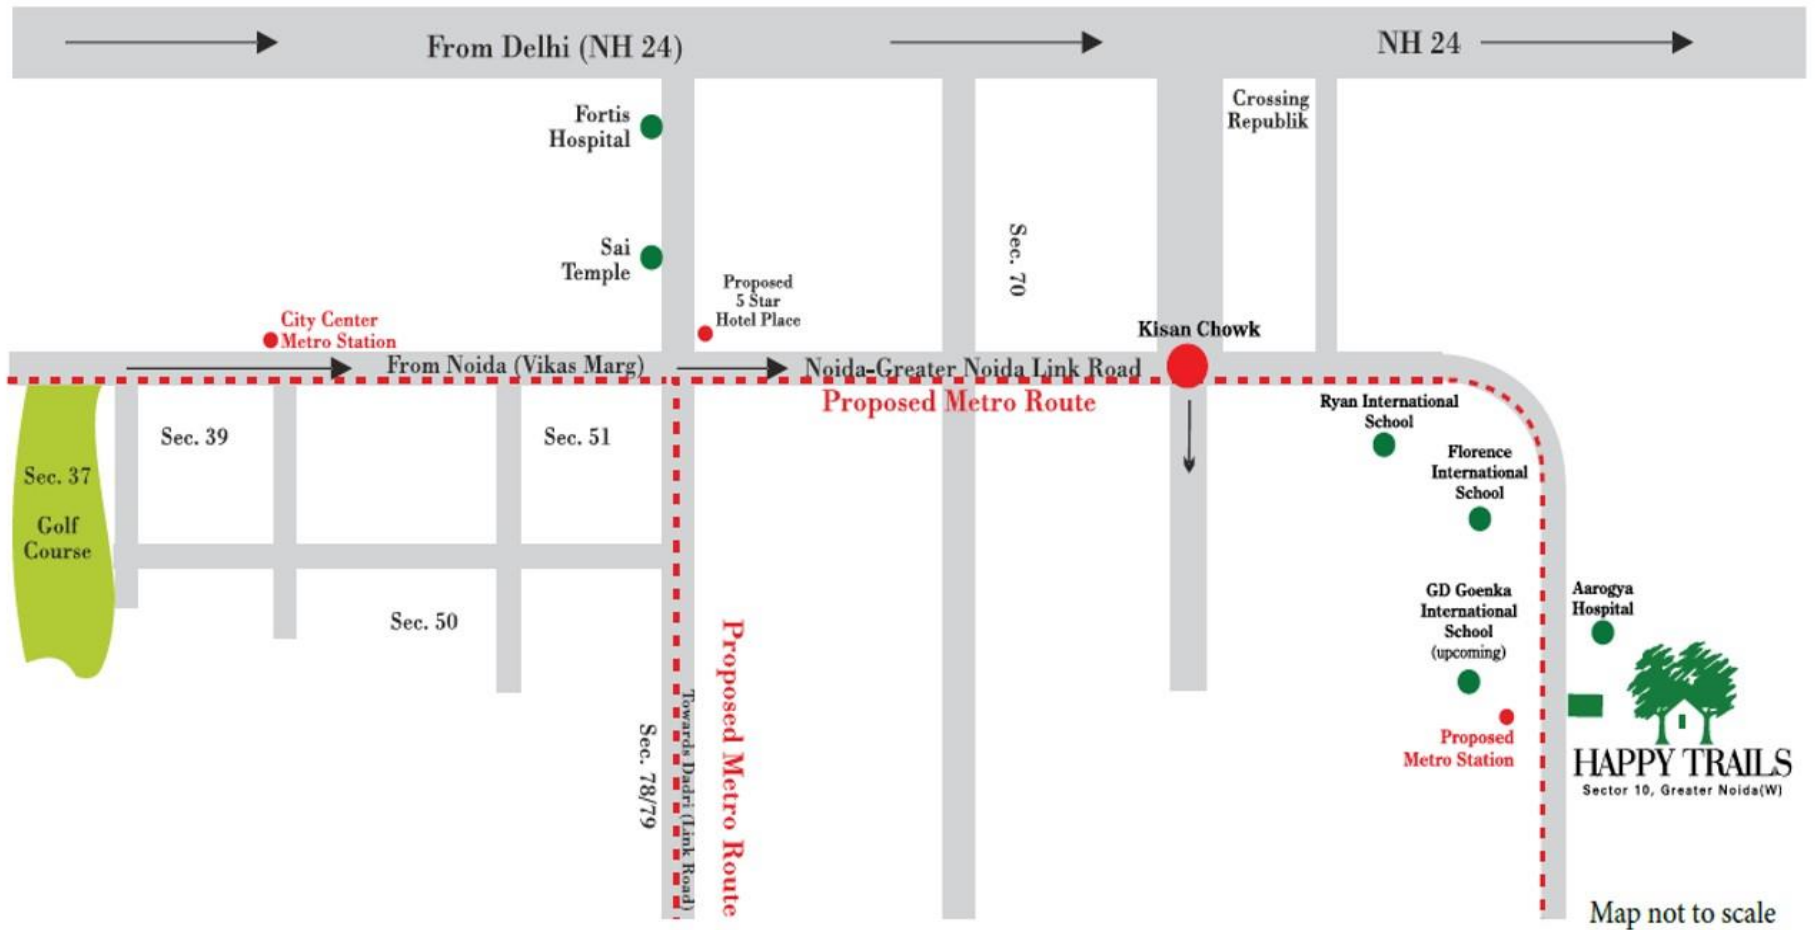 From Delhi (NH 24)
NH 24
Fortis
Hospital
Crossing
Republik
Sai
Temple
Sec. 70
Proposed
5 Star
Hotel Place
City Center
Metro Station
Kisan Chowk
From Noida (Vikas Marg)
Noida-Greater Noida Link Road
Proposed Metro Route
Ryan International
School
Sec. 39
Sec. 51
Florence
International
School
Sec. 37
Golf
Course
GD Goenka
International
School
(upcoming)
Aarogya
Hospital
Sec. 50
Proposed Metro Route
Towards Dadri (Link Road)
Sec. 78/79
Proposed
Metro Station
HAPPY TRAILS
Sector 10, Greater Noida(W)
Map not to scale